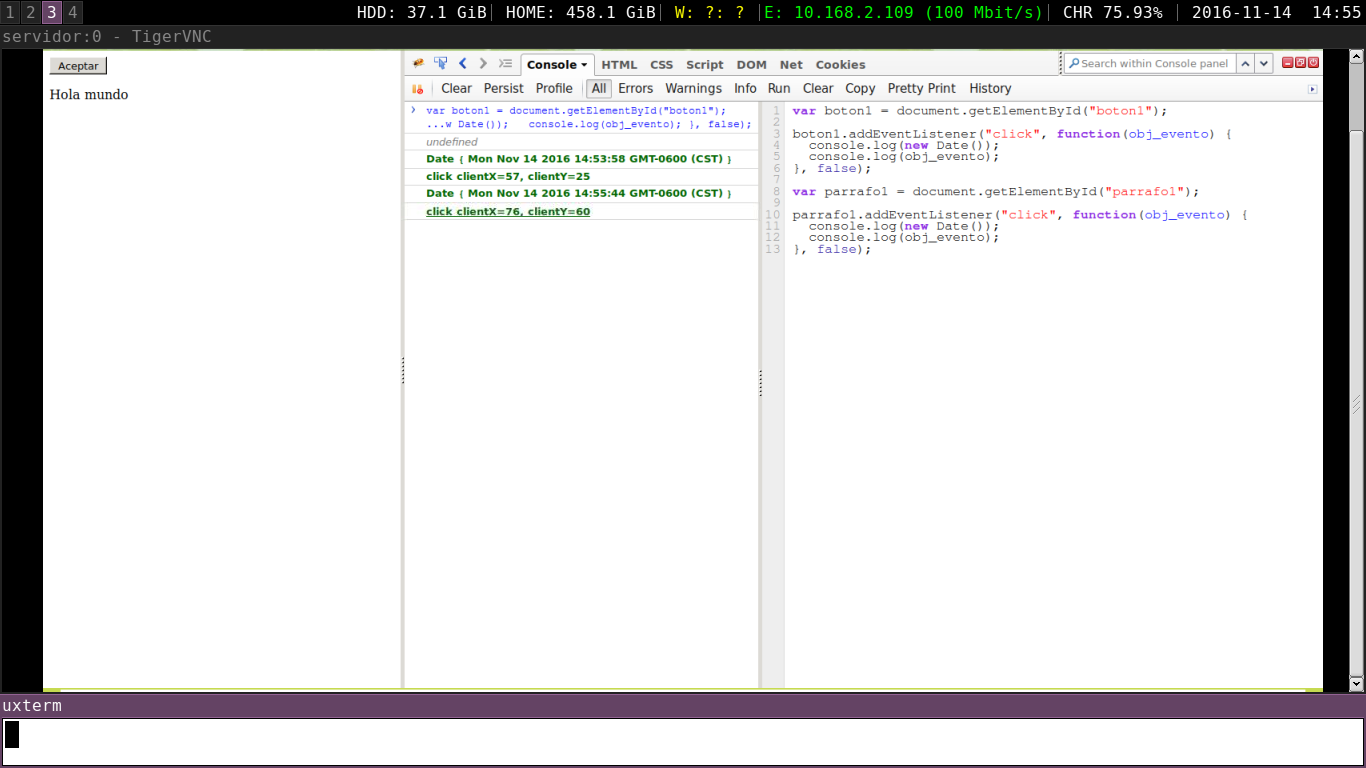 1 2 3 4 HDD: 37.1 GiB| HOME: 458.1 GiB| W: ?: ? |E: 10.168.2.109 (100 Mbit/s)| CHR 75.93% | 2016-11-14 14:55
servidor:0 - TigerVNC
Aceptar
Hola mundo
Console HTML CSS Script DOM Net Cookies Search within Console panel
Clear Persist Profile All Errors Warnings Info Run Clear Copy Pretty Print History
var boton1 = document.getElementById("boton1");
...w Date()); console.log(obj_evento); }, false);
undefined
Date { Mon Nov 14 2016 14:53:58 GMT-0600 (CST) }
click clientX=57, clientY=25
Date { Mon Nov 14 2016 14:55:44 GMT-0600 (CST) }
click clientX=76, clientY=60
1 var boton1 = document.getElementById("boton1");
2
3 boton1.addEventListener("click", function(obj_evento) {
4 console.log(new Date());
5 console.log(obj_evento);
6 }, false);
7
8 var parrafo1 = document.getElementById("parrafo1");
9
10 parrafo1.addEventListener("click", function(obj_evento) {
11 console.log(new Date());
12 console.log(obj_evento);
13 }, false);
uxterm